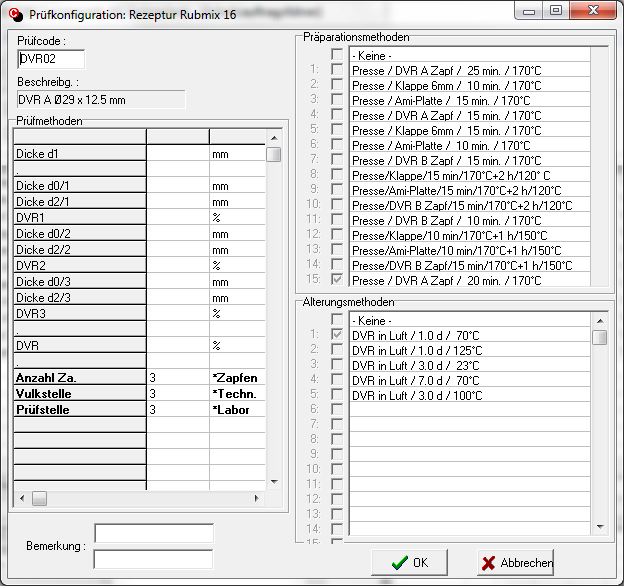 Prüfkonfiguration: Rezeptur Rubmix 16
Prüfcode :
DVR02
Beschreibg. :
DVR A Ø29 x 12.5 mm
Prüfmethoden
Dicke d1 mm
.
Dicke d0/1 mm
Dicke d2/1 mm
DVR1 %
Dicke d0/2 mm
Dicke d2/2 mm
DVR2 %
Dicke d0/3 mm
Dicke d2/3 mm
DVR3 %
.
DVR %
.
Anzahl Za. 3 *Zapfen
Vulkstelle 3 *Techn.
Prüfstelle 3 *Labor
Bemerkung :
Präparationsmethoden
- Keine -
1: Presse / DVR A Zapf / 25 min. / 170°C
2: Presse / Klappe 6mm / 10 min. / 170°C
3: Presse / Ami-Platte / 15 min. / 170°C
4: Presse / DVR A Zapf / 15 min. / 170°C
5: Presse / Klappe 6mm / 15 min. / 170°C
6: Presse / Ami-Platte / 10 min. / 170°C
7: Presse / DVR B Zapf / 15 min. / 170°C
8: Presse/Klappe/15 min/170°C+2 h/120° C
9: Presse/Ami-Platte/15 min/170°C+2 h/120°C
10: Presse/DVR B Zapf/15 min/170°C+2 h/120°C
11: Presse / DVR B Zapf / 10 min. / 170°C
12: Presse/Klappe/10 min/170°C+1 h/150°C
13: Presse/Ami-Platte/10 min/170°C+1 h/150°C
14: Presse/DVR B Zapf/15 min/170°C+1 h/150°C
15: Presse / DVR A Zapf / 20 min. / 170°C
Alterungsmethoden
- Keine -
1: DVR in Luft / 1.0 d / 70°C
2: DVR in Luft / 1.0 d / 125°C
3: DVR in Luft / 3.0 d / 23°C
4: DVR in Luft / 7.0 d / 70°C
5: DVR in Luft / 3.0 d / 100°C
6:
7:
8:
9:
10:
11:
12:
13:
14:
15:
OK
Abbrechen